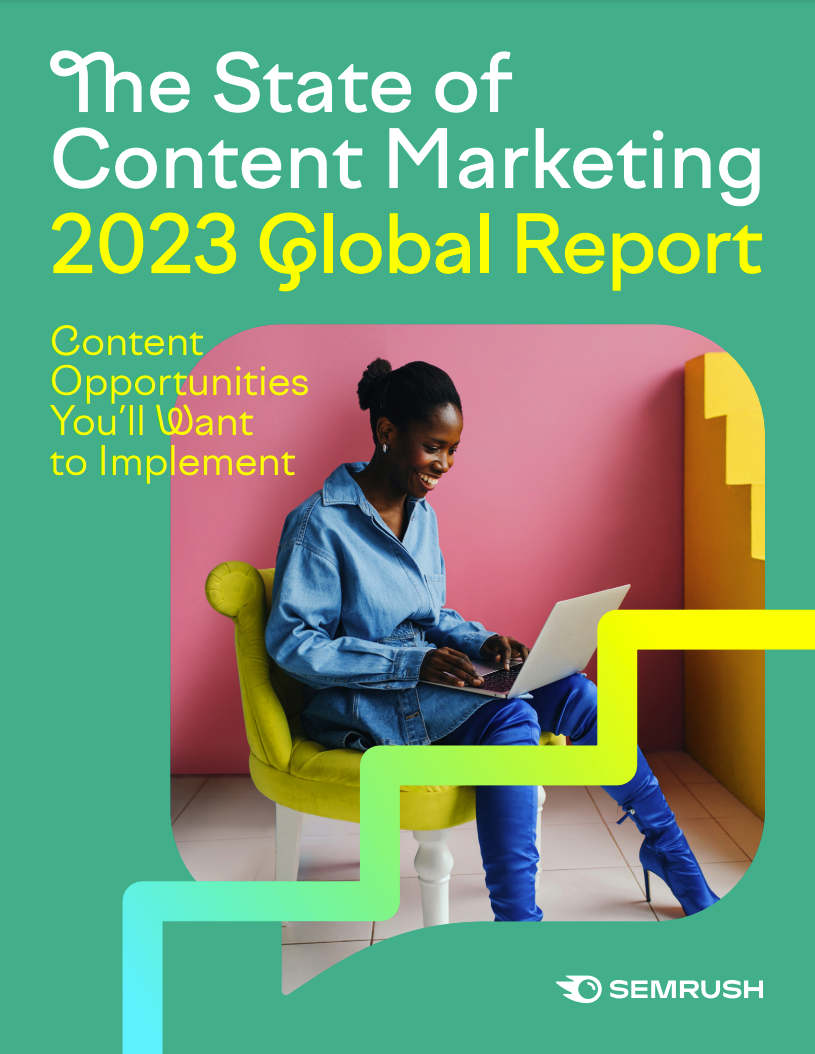 The State of
Content Marketing
2023 Global Report
Content
Opportunities
You'll Want
to Implement
SEMRUSH